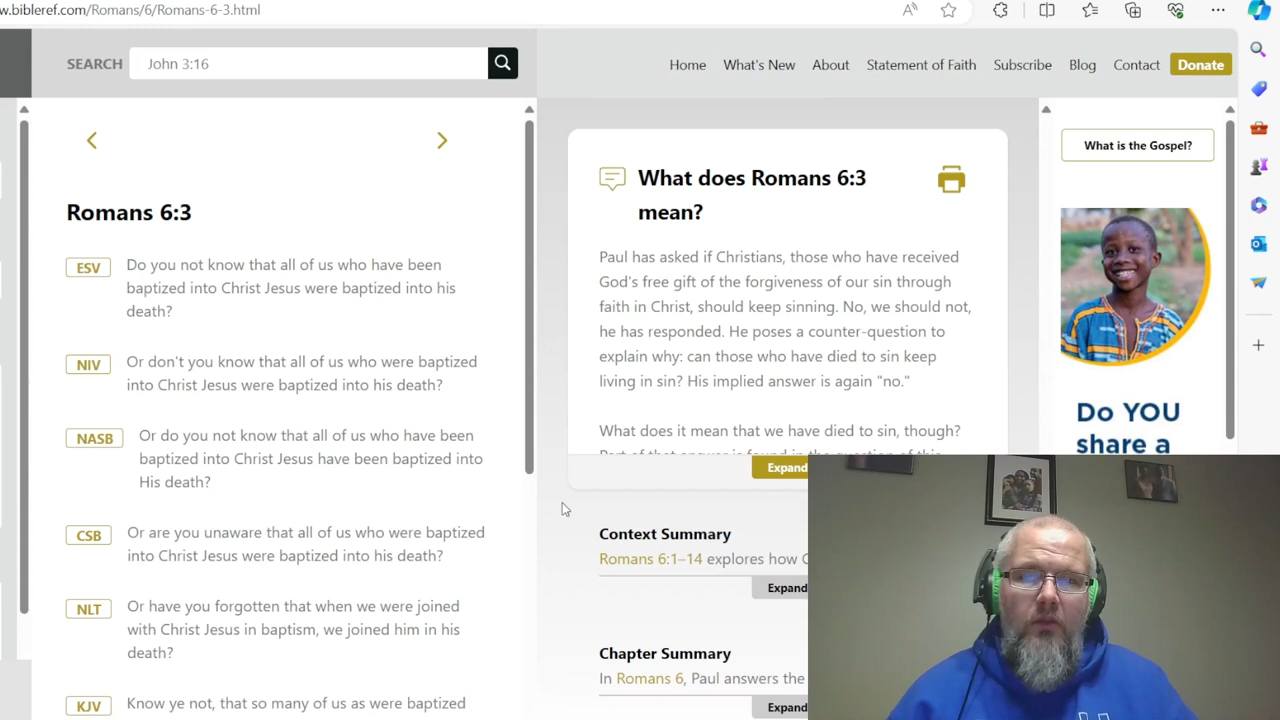 w.bibleref.com/Romans/6/Romans-6-3.html
SEARCH
John 3:16
Home
What's New
About
Statement of Faith
Subscribe
Blog
Contact
Donate
Romans 6:3
ESV
Do you not know that all of us who have been
baptized into Christ Jesus were baptized into his
death?
NIV
Or don't you know that all of us who were baptized
into Christ Jesus were baptized into his death?
NASB
Or do you not know that all of us who have been
baptized into Christ Jesus have been baptized into
His death?
CSB
Or are you unaware that all of us who were baptized
into Christ Jesus were baptized into his death?
NLT
Or have you forgotten that when we were joined
with Christ Jesus in baptism, we joined him in his
death?
KJV
Know ye not, that so many of us as were baptized
What does Romans 6:3
mean?
Paul has asked if Christians, those who have received
God's free gift of the forgiveness of our sin through
faith in Christ, should keep sinning. No, we should not,
he has responded. He poses a counter-question to
explain why: can those who have died to sin keep
living in sin? His implied answer is again "no."
What does it mean that we have died to sin, though?
Part of that answer is found in the question of this
Expand
Context Summary
Romans 6:1–14 explores how
Expand
Chapter Summary
In Romans 6, Paul answers the
Expand
What is the Gospel?
Do YOU
share a